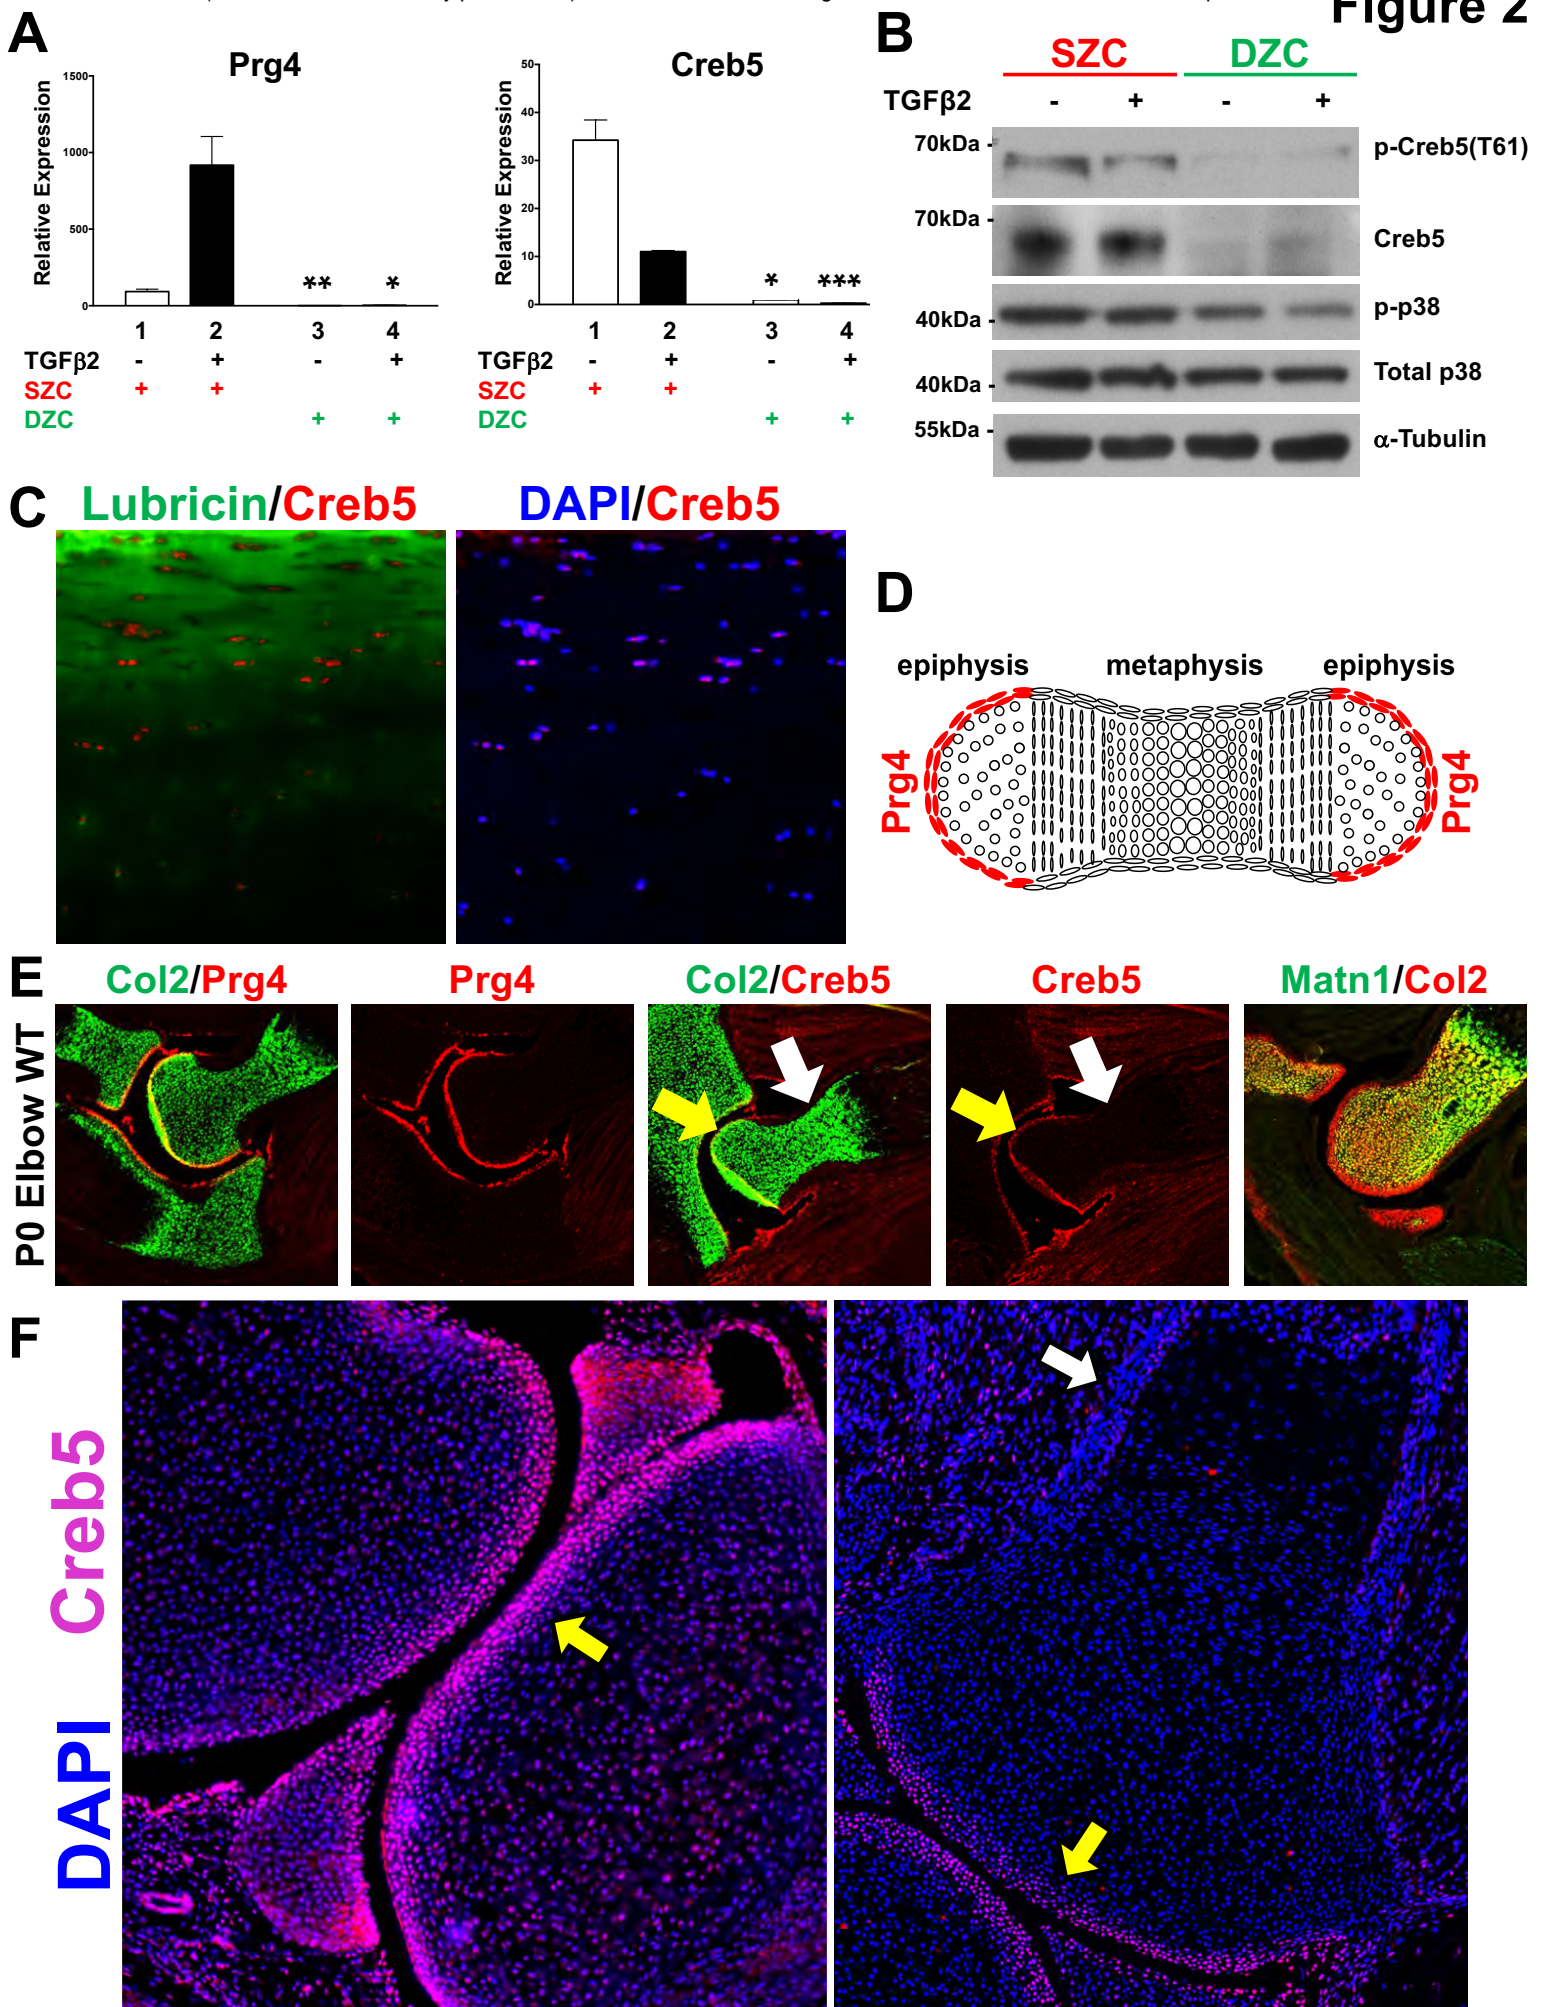 Figure 2
A
Prg4
Relative Expression
1500
1000
500
0
** *
1 2 3 4
TGFβ2 - + - +
SZC + +
DZC + +
Creb5
Relative Expression
50
40
30
20
10
0
* ***
1 2 3 4
TGFβ2 - + - +
SZC + +
DZC + +
B
SZC DZC
TGFβ2 - + - +
70kDa - p-Creb5(T61)
70kDa - Creb5
40kDa - p-p38
40kDa - Total p38
55kDa - α-Tubulin
C
Lubricin/Creb5 DAPI/Creb5
D
epiphysis metaphysis epiphysis
Prg4 Prg4
E
Col2/Prg4 Prg4 Col2/Creb5 Creb5 Matn1/Col2
P0 Elbow WT
F
DAPI Creb5